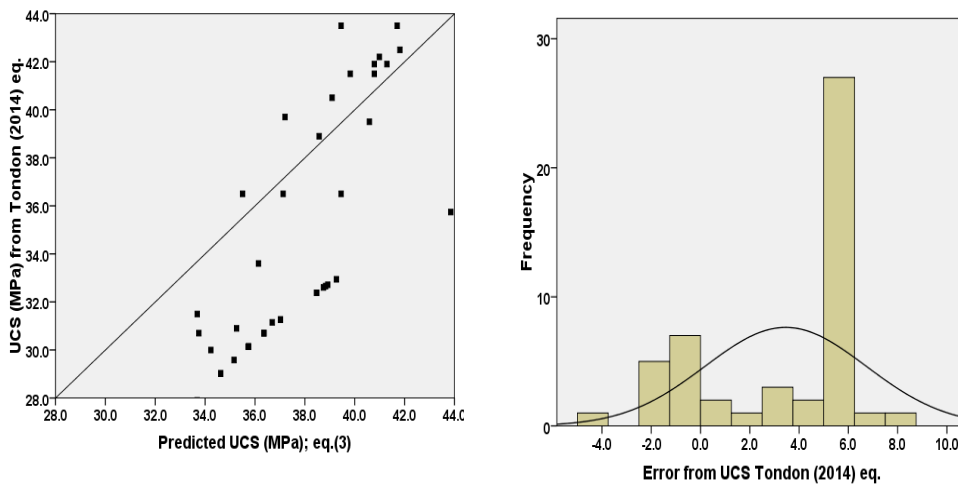 UCS (MPa) from Tondon (2014) eq.
44.0
42.0
40.0
38.0
36.0
34.0
32.0
30.0
28.0
28.0 30.0 32.0 34.0 36.0 38.0 40.0 42.0 44.0
Predicted UCS (MPa); eq.(3)
Frequency
30
20
10
0
-4.0 -2.0 0.0 2.0 4.0 6.0 8.0 10.0
Error from UCS Tondon (2014) eq.